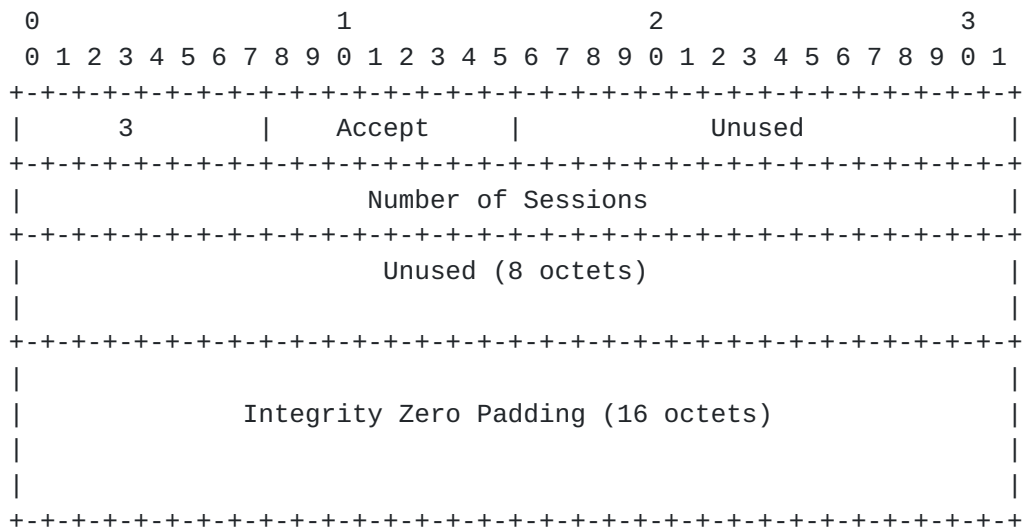 0                   1                   2                   3
 0 1 2 3 4 5 6 7 8 9 0 1 2 3 4 5 6 7 8 9 0 1 2 3 4 5 6 7 8 9 0 1
+-+-+-+-+-+-+-+-+-+-+-+-+-+-+-+-+-+-+-+-+-+-+-+-+-+-+-+-+-+-+-+-+
|      3        |    Accept     |            Unused             |
+-+-+-+-+-+-+-+-+-+-+-+-+-+-+-+-+-+-+-+-+-+-+-+-+-+-+-+-+-+-+-+-+
|                      Number of Sessions                       |
+-+-+-+-+-+-+-+-+-+-+-+-+-+-+-+-+-+-+-+-+-+-+-+-+-+-+-+-+-+-+-+-+
|                       Unused (8 octets)                       |
|                                                               |
+-+-+-+-+-+-+-+-+-+-+-+-+-+-+-+-+-+-+-+-+-+-+-+-+-+-+-+-+-+-+-+-+
|                                                               |
|              Integrity Zero Padding (16 octets)               |
|                                                               |
|                                                               |
+-+-+-+-+-+-+-+-+-+-+-+-+-+-+-+-+-+-+-+-+-+-+-+-+-+-+-+-+-+-+-+-+